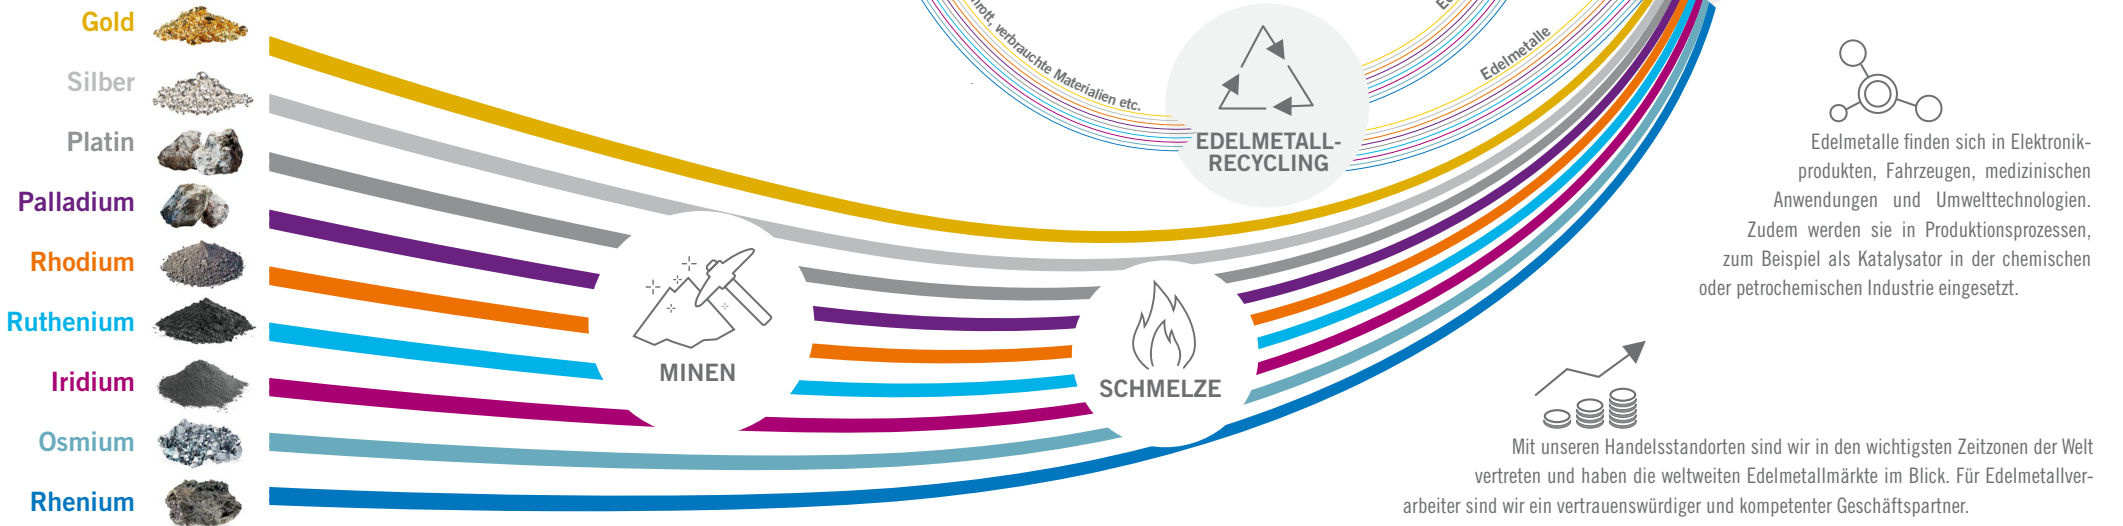 Gold
Silber
Platin
Palladium
Rhodium
Ruthenium
Iridium
Osmium
Rhenium
verbrauchte Materialien etc.
Edelmetalle
EDELMETALL-
RECYCLING
MINEN
SCHMELZE
Edelmetalle finden sich in Elektronik-
produkten, Fahrzeugen, medizinischen
Anwendungen und Umwelttechnologien.
Zudem werden sie in Produktionsprozessen,
zum Beispiel als Katalysator in der chemischen
oder petrochemischen Industrie eingesetzt.
Mit unseren Handelsstandorten sind wir in den wichtigsten Zeitzonen der Welt
vertreten und haben die weltweiten Edelmetallmärkte im Blick. Für Edelmetallver-
arbeiter sind wir ein vertrauenswürdiger und kompetenter Geschäftspartner.